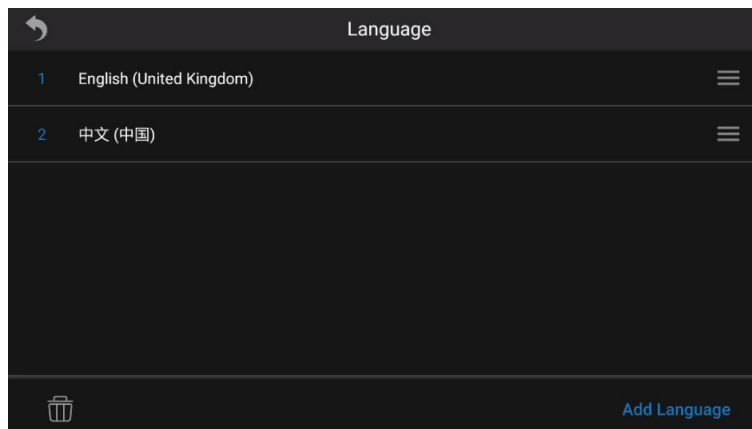 Language
1 English (United Kingdom)
2 中文 (中国)
Add Language